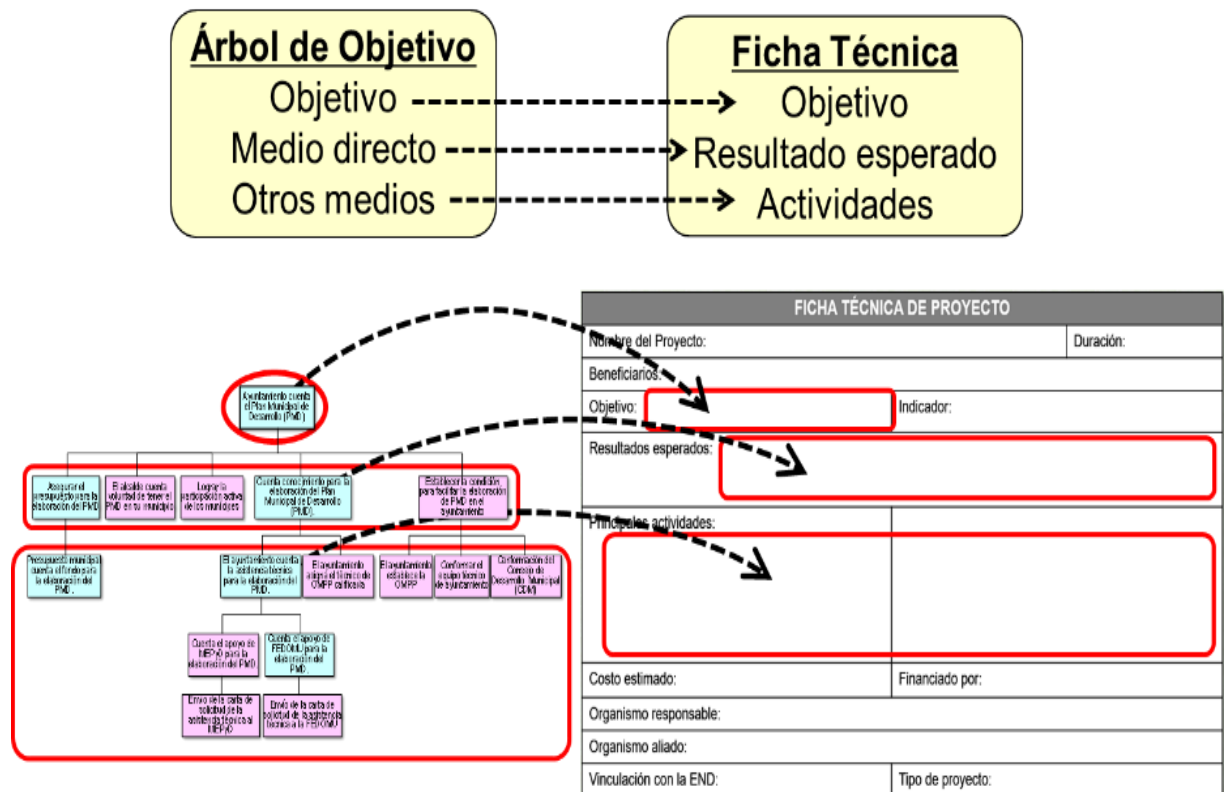 Árbol de Objetivo
Objetivo
Medio directo
Otros medios
Ficha Técnica
Objetivo
Resultado esperado
Actividades
Ayuntamiento cuenta
el Plan Municipal de
Desarrollo (PMD)
Asegurar el
presupuesto para la
elaboración del PMD
El alcalde cuenta
voluntad de tener el
PMD en tu municipio
Lograr la
participación activa
de los munícipes
Cuenta conocimiento para la
elaboración del Plan
Municipal de Desarrollo
(PMD).
Establecer la condición
para facilitar la elaboración
de PMD en el
ayuntamiento
Presupuesto municipal
cuenta el fondo para
la elaboración del
PMD .
El ayuntamiento cuenta
la asistencia técnica
para la elaboración del
PMD.
El ayuntamiento
asigna el técnico de
OMPP calificaria
El ayuntamiento
establece la
OMPP
Conformar el
equipo técnico
de ayuntamiento
Conformación del
Consejo de
Desarrollo Municipal
(CDM)
Cuenta el apoyo de
MEPyD para la
elaboración del PMD
Cuenta el apoyo de
FEDOMU para la
elaboración del
PMD.
Envío de la carta de
solicitud de la
asistencia técnica al
MEPyD
Envío de la carta de
solicitud de la asistencia
técnica a la FEDOMU
FICHA TÉCNICA DE PROYECTO
Nombre del Proyecto:
Duración:
Beneficiarios:
Objetivo:
Indicador:
Resultados esperados:
Principales actividades:
Costo estimado:
Financiado por:
Organismo responsable:
Organismo aliado:
Vinculación con la END:
Tipo de proyecto: